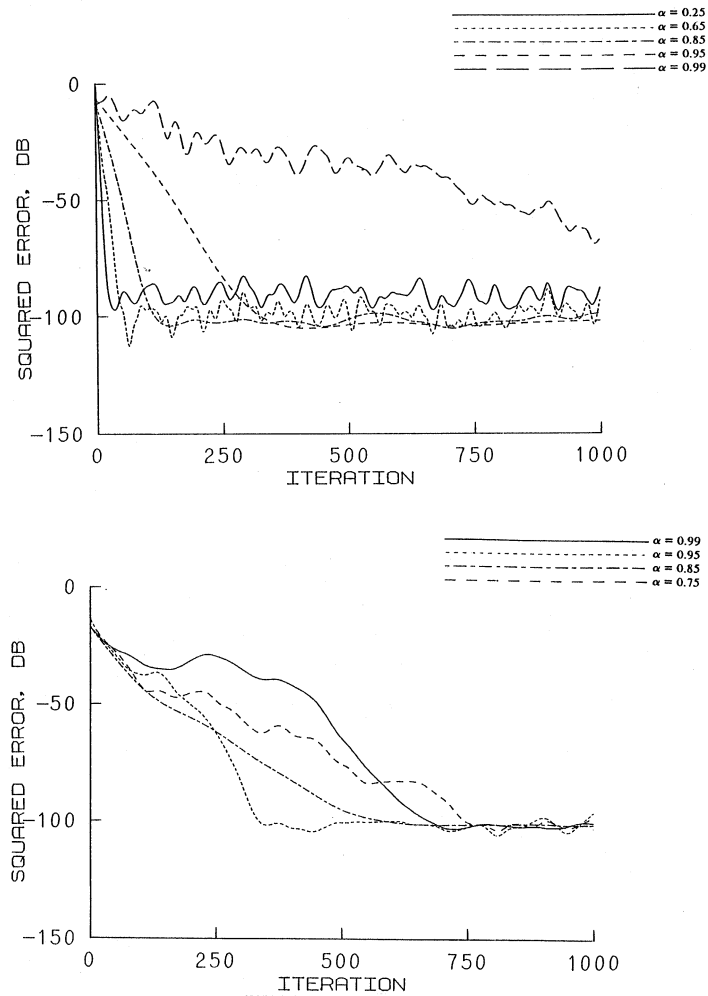 α = 0.25
α = 0.65
α = 0.85
α = 0.95
α = 0.99
0
−50
−100
−150
SQUARED ERROR, DB
0 250 500 750 1000
ITERATION
α = 0.99
α = 0.95
α = 0.85
α = 0.75
0
−50
−100
−150
SQUARED ERROR, DB
0 250 500 750 1000
ITERATION